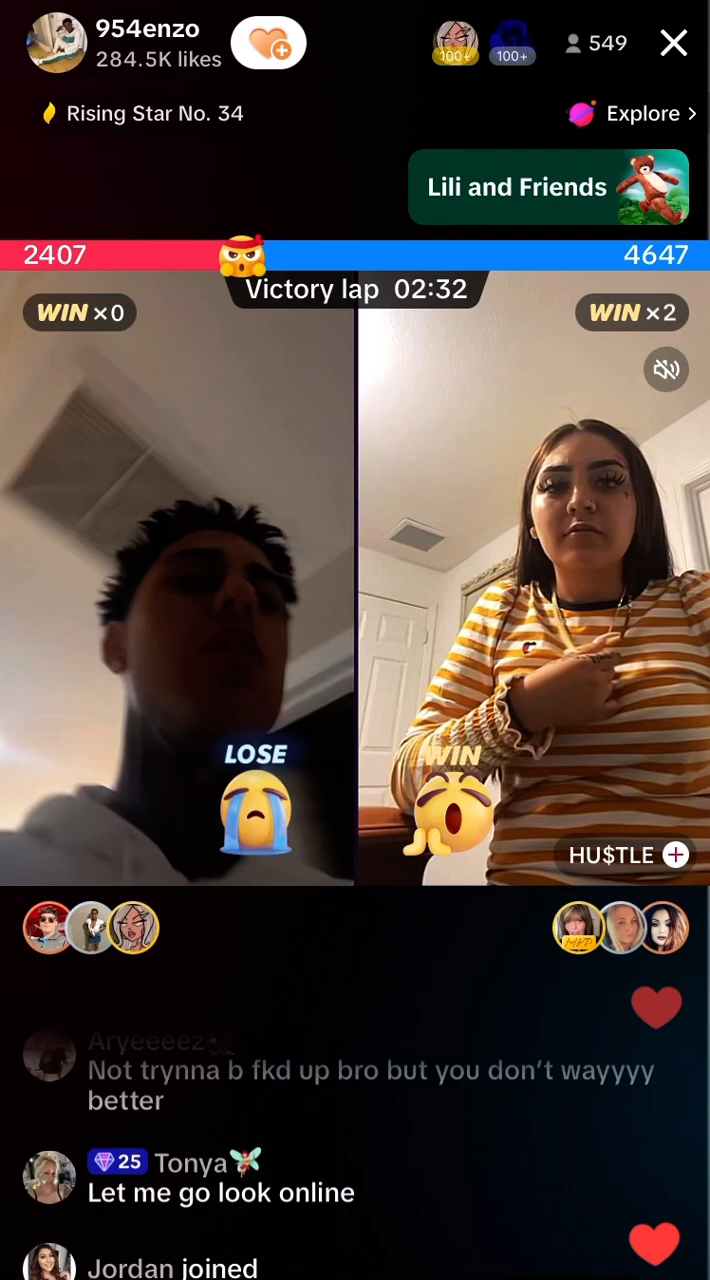 954enzo
284.5K likes
100+
100+
549
Rising Star No. 34
Explore >
Lili and Friends
2407
4647
Victory lap 02:32
WIN ×0
WIN ×2
LOSE
WIN
HU$TLE
MVP
Aryeeeez
Not trynna b fkd up bro but you don’t wayyyy
better
25 Tonya
Let me go look online
Jordan joined